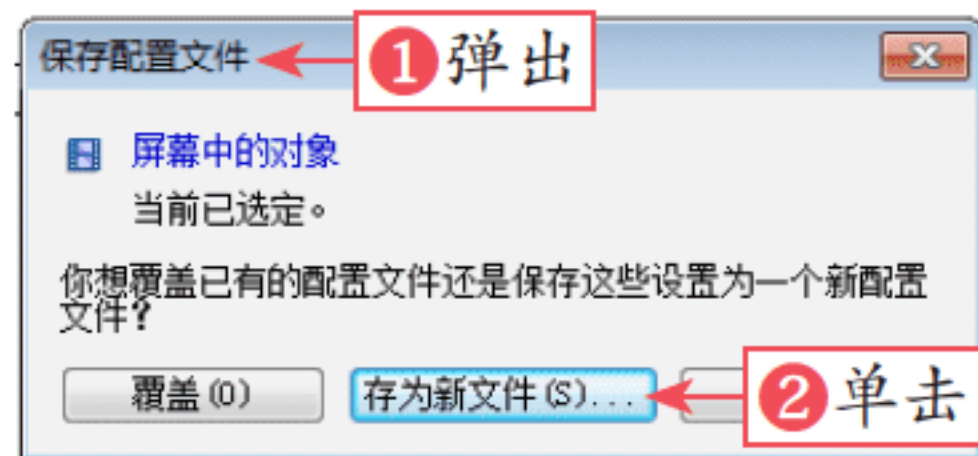 保存配置文件
❶弹出
屏幕中的对象
当前已选定。
你想覆盖已有的配置文件还是保存这些设置为一个新配置
文件?
覆盖(O)
存为新文件(S)...
❷单击